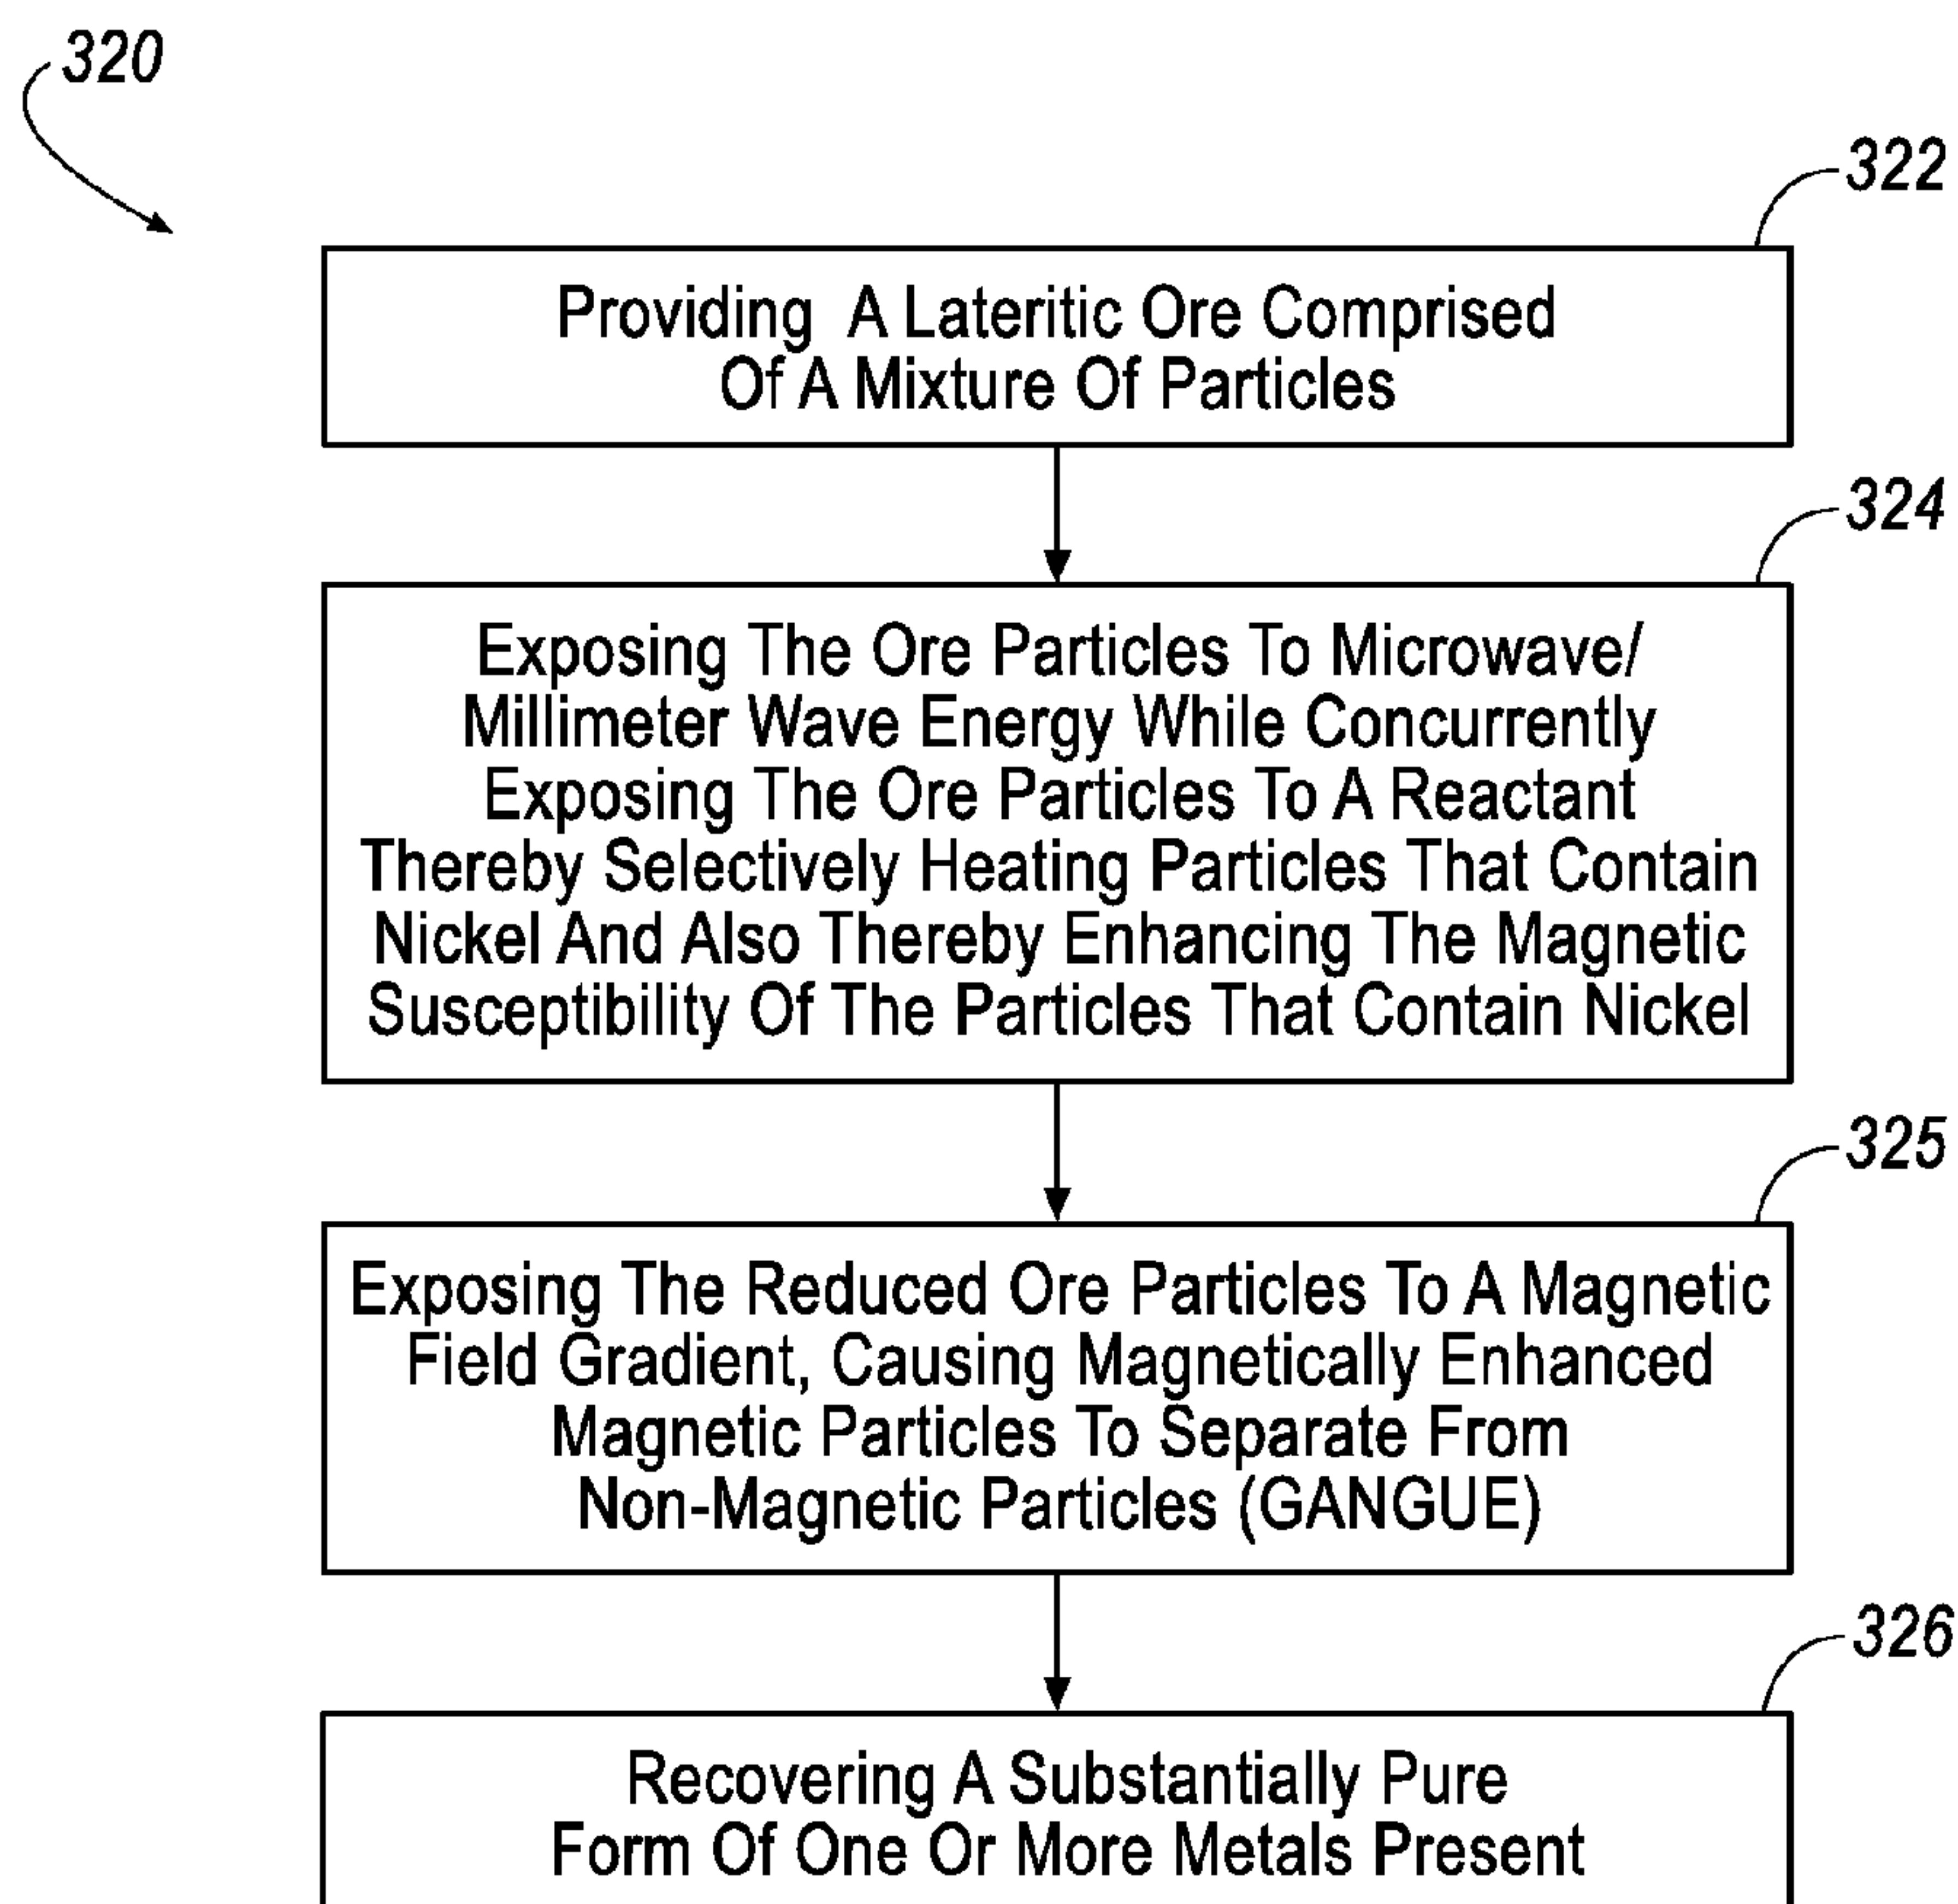 320
322
Providing A Lateritic Ore Comprised
Of A Mixture Of Particles
324
Exposing The Ore Particles To Microwave/
Millimeter Wave Energy While Concurrently
Exposing The Ore Particles To A Reactant
Thereby Selectively Heating Particles That Contain
Nickel And Also Thereby Enhancing The Magnetic
Susceptibility Of The Particles That Contain Nickel
325
Exposing The Reduced Ore Particles To A Magnetic
Field Gradient, Causing Magnetically Enhanced
Magnetic Particles To Separate From
Non-Magnetic Particles (GANGUE)
326
Recovering A Substantially Pure
Form Of One Or More Metals Present